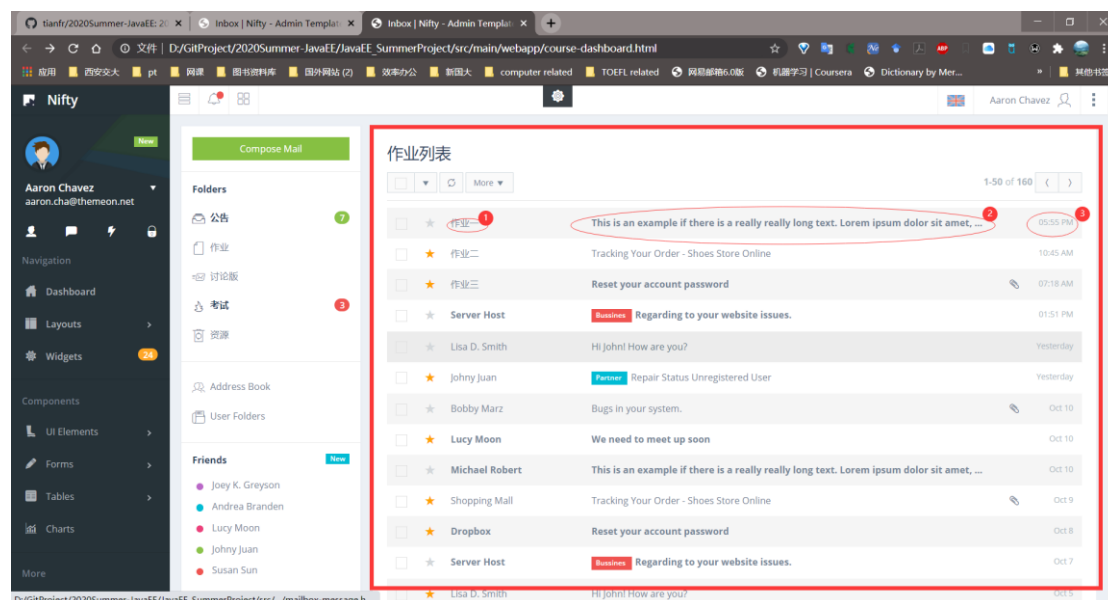 tianfr/2020Summer-JavaEE: 20 Inbox | Nifty - Admin Templat Inbox | Nifty - Admin Templat
文件 | D:/GitProject/2020Summer-JavaEE/JavaEE_SummerProject/src/main/webapp/course-dashboard.html
应用 西安交大 pt 网课 图书资料库 国外网站 (2) 效率办公 新国大 computer related TOEFL related 网易邮箱6.0版 机器学习 | Coursera Dictionary by Mer... » 其他书签
Nifty
Aaron Chavez
New
Aaron Chavez
aaron.cha@themeon.net
Navigation
Dashboard
Layouts
Widgets 24
Components
UI Elements
Forms
Tables
Charts
More
Compose Mail
Folders
公告 7
作业
讨论版
考试 3
资源
Address Book
User Folders
Friends New
Joey K. Greyson
Andrea Branden
Lucy Moon
Johny Juan
Susan Sun
作业列表
More 1-50 of 160
作业一 1 This is an example if there is a really really long text. Lorem ipsum dolor sit amet, ... 2 05:55 PM 3
作业二 Tracking Your Order - Shoes Store Online 10:45 AM
作业三 Reset your account password 07:18 AM
Server Host Bussines Regarding to your website issues. 01:51 PM
Lisa D. Smith Hi John! How are you? Yesterday
Johny Juan Partner Repair Status Unregistered User Yesterday
Bobby Marz Bugs in your system. Oct 10
Lucy Moon We need to meet up soon Oct 10
Michael Robert This is an example if there is a really really long text. Lorem ipsum dolor sit amet, ... Oct 10
Shopping Mall Tracking Your Order - Shoes Store Online Oct 9
Dropbox Reset your account password Oct 8
Server Host Bussines Regarding to your website issues. Oct 7
Lisa D. Smith Hi John! How are you? Oct 5